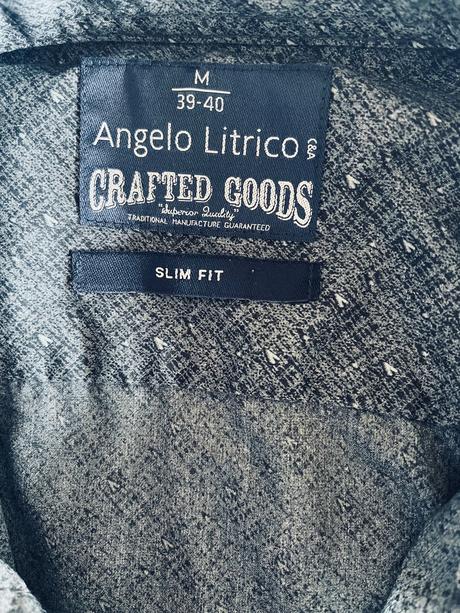 M
39-40
Angelo Litrico
C&A
CRAFTED GOODS
"Superior Quality"
TRADITIONAL MANUFACTURE GUARANTEED
SLIM FIT